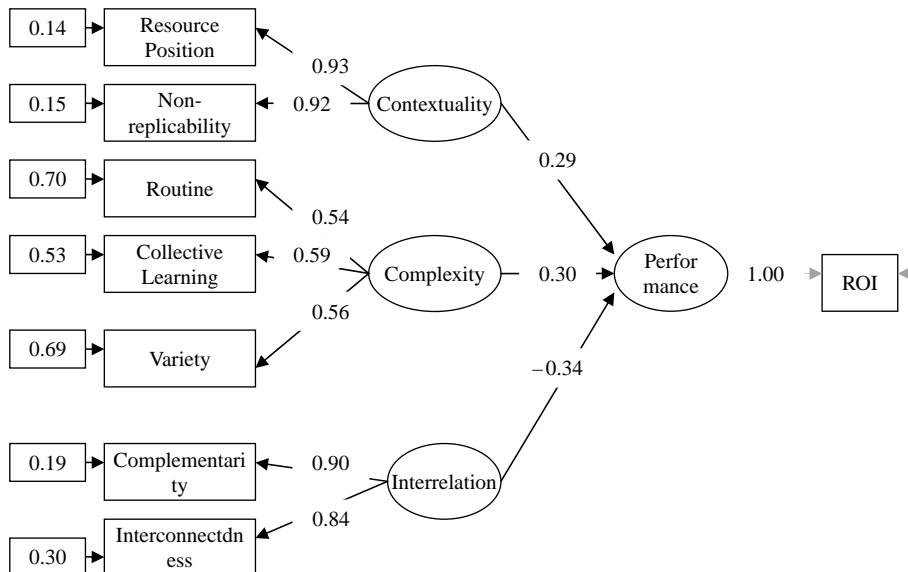 0.14
Resource
Position
0.93
0.15
Non-
replicability
0.92
Contextuality
0.70
Routine
0.54
0.29
0.53
Collective
Learning
0.59
Complexity
0.30
Perfor
mance
1.00
ROI
0.56
0.69
Variety
−0.34
0.19
Complementari
ty
0.90
Interrelation
0.84
0.30
Interconnectdn
ess